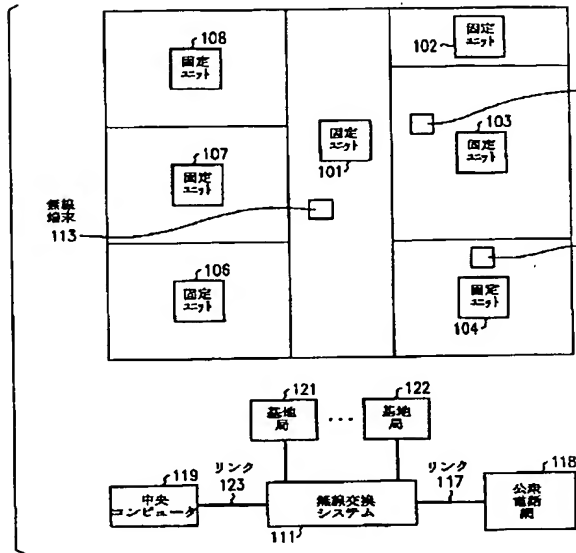 108
固定
ユニット
102
固定
ユニット
107
固定
ユニット
固定
ユニット
101
103
固定
ユニット
無線
端末
113
106
固定
ユニット
固定
ユニット
104
121
基地
局
...
122
基地
局
119
中央
コンピュータ
リンク
123
無線交換
システム
111
リンク
117
118
公衆
電話
網